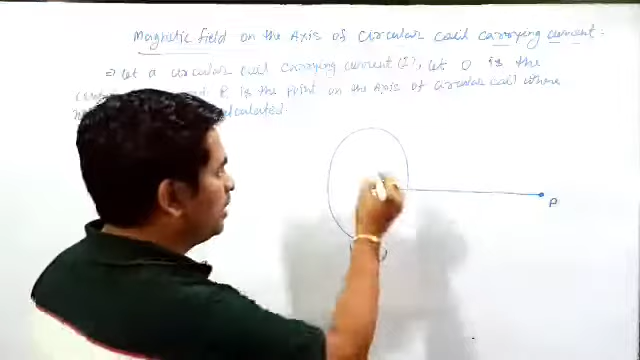 Magnetic field on the Axis of circular coil carrying current :
⇒ Let a circular coil carrying current (I), let O is the
P is the point on the Axis of circular coil where
calculated.
P